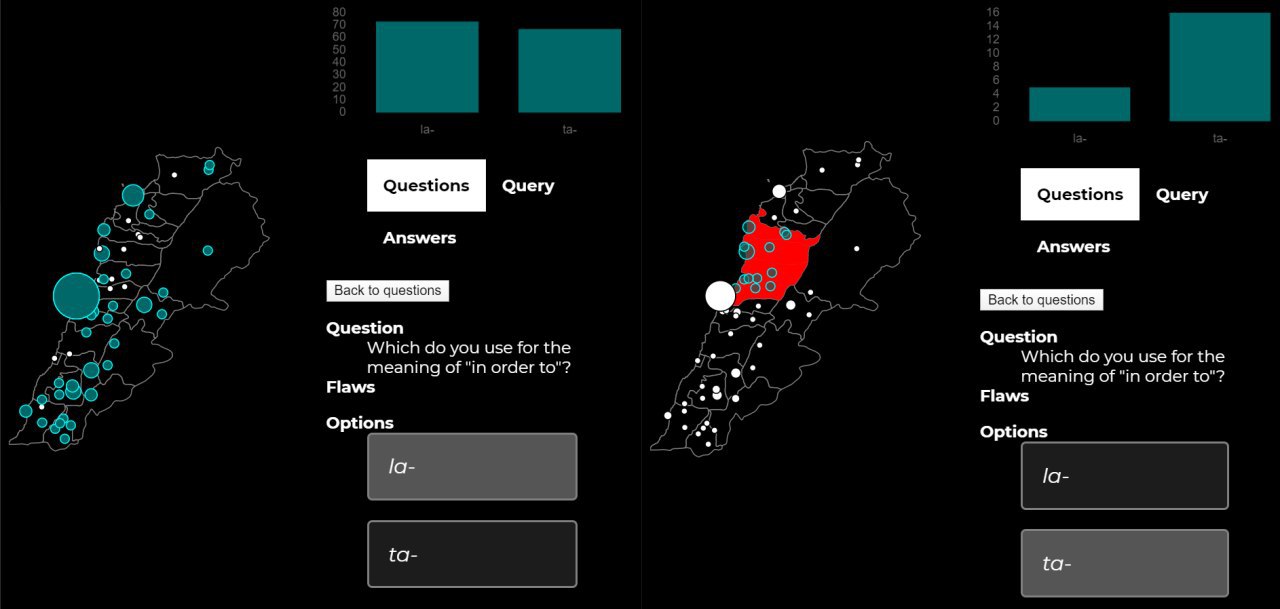 80
70
60
50
40
30
20
10
0
la-
ta-
Questions
Query
Answers
Back to questions
Question
Which do you use for the
meaning of "in order to"?
Flaws
Options
la-
ta-
16
14
12
10
8
6
4
2
0
la-
ta-
Questions
Query
Answers
Back to questions
Question
Which do you use for the
meaning of "in order to"?
Flaws
Options
la-
ta-